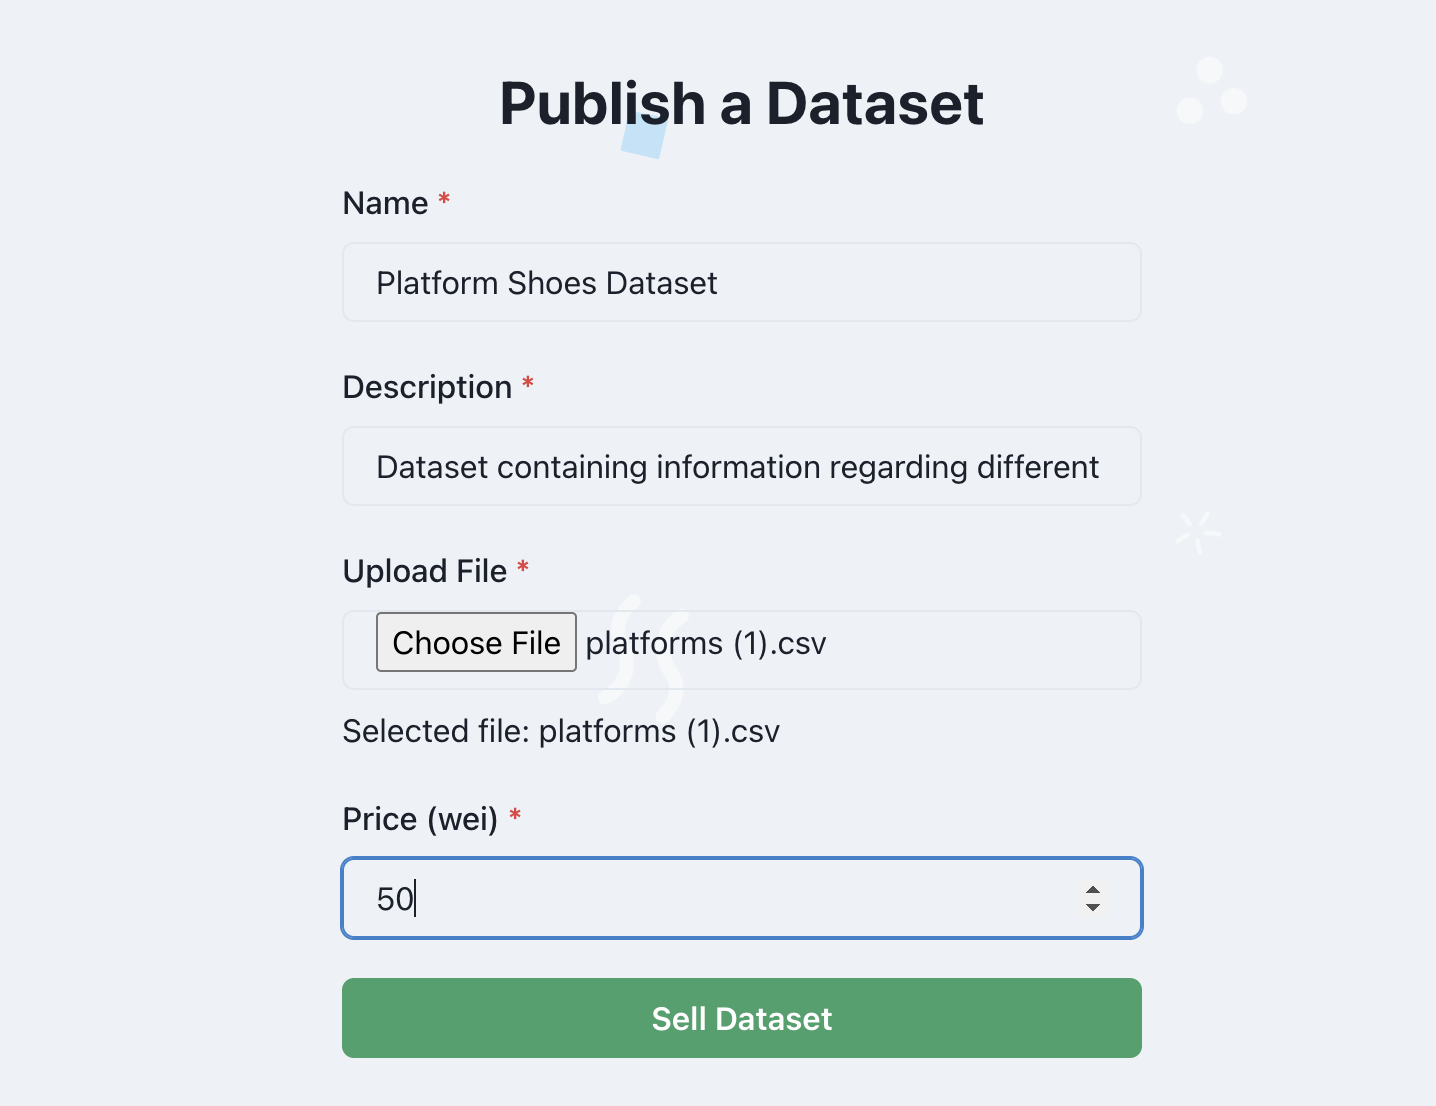 Publish a Dataset
Name *
Platform Shoes Dataset
Description *
Dataset containing information regarding different
Upload File *
Choose File platforms (1).csv
Selected file: platforms (1).csv
Price (wei) *
50
Sell Dataset